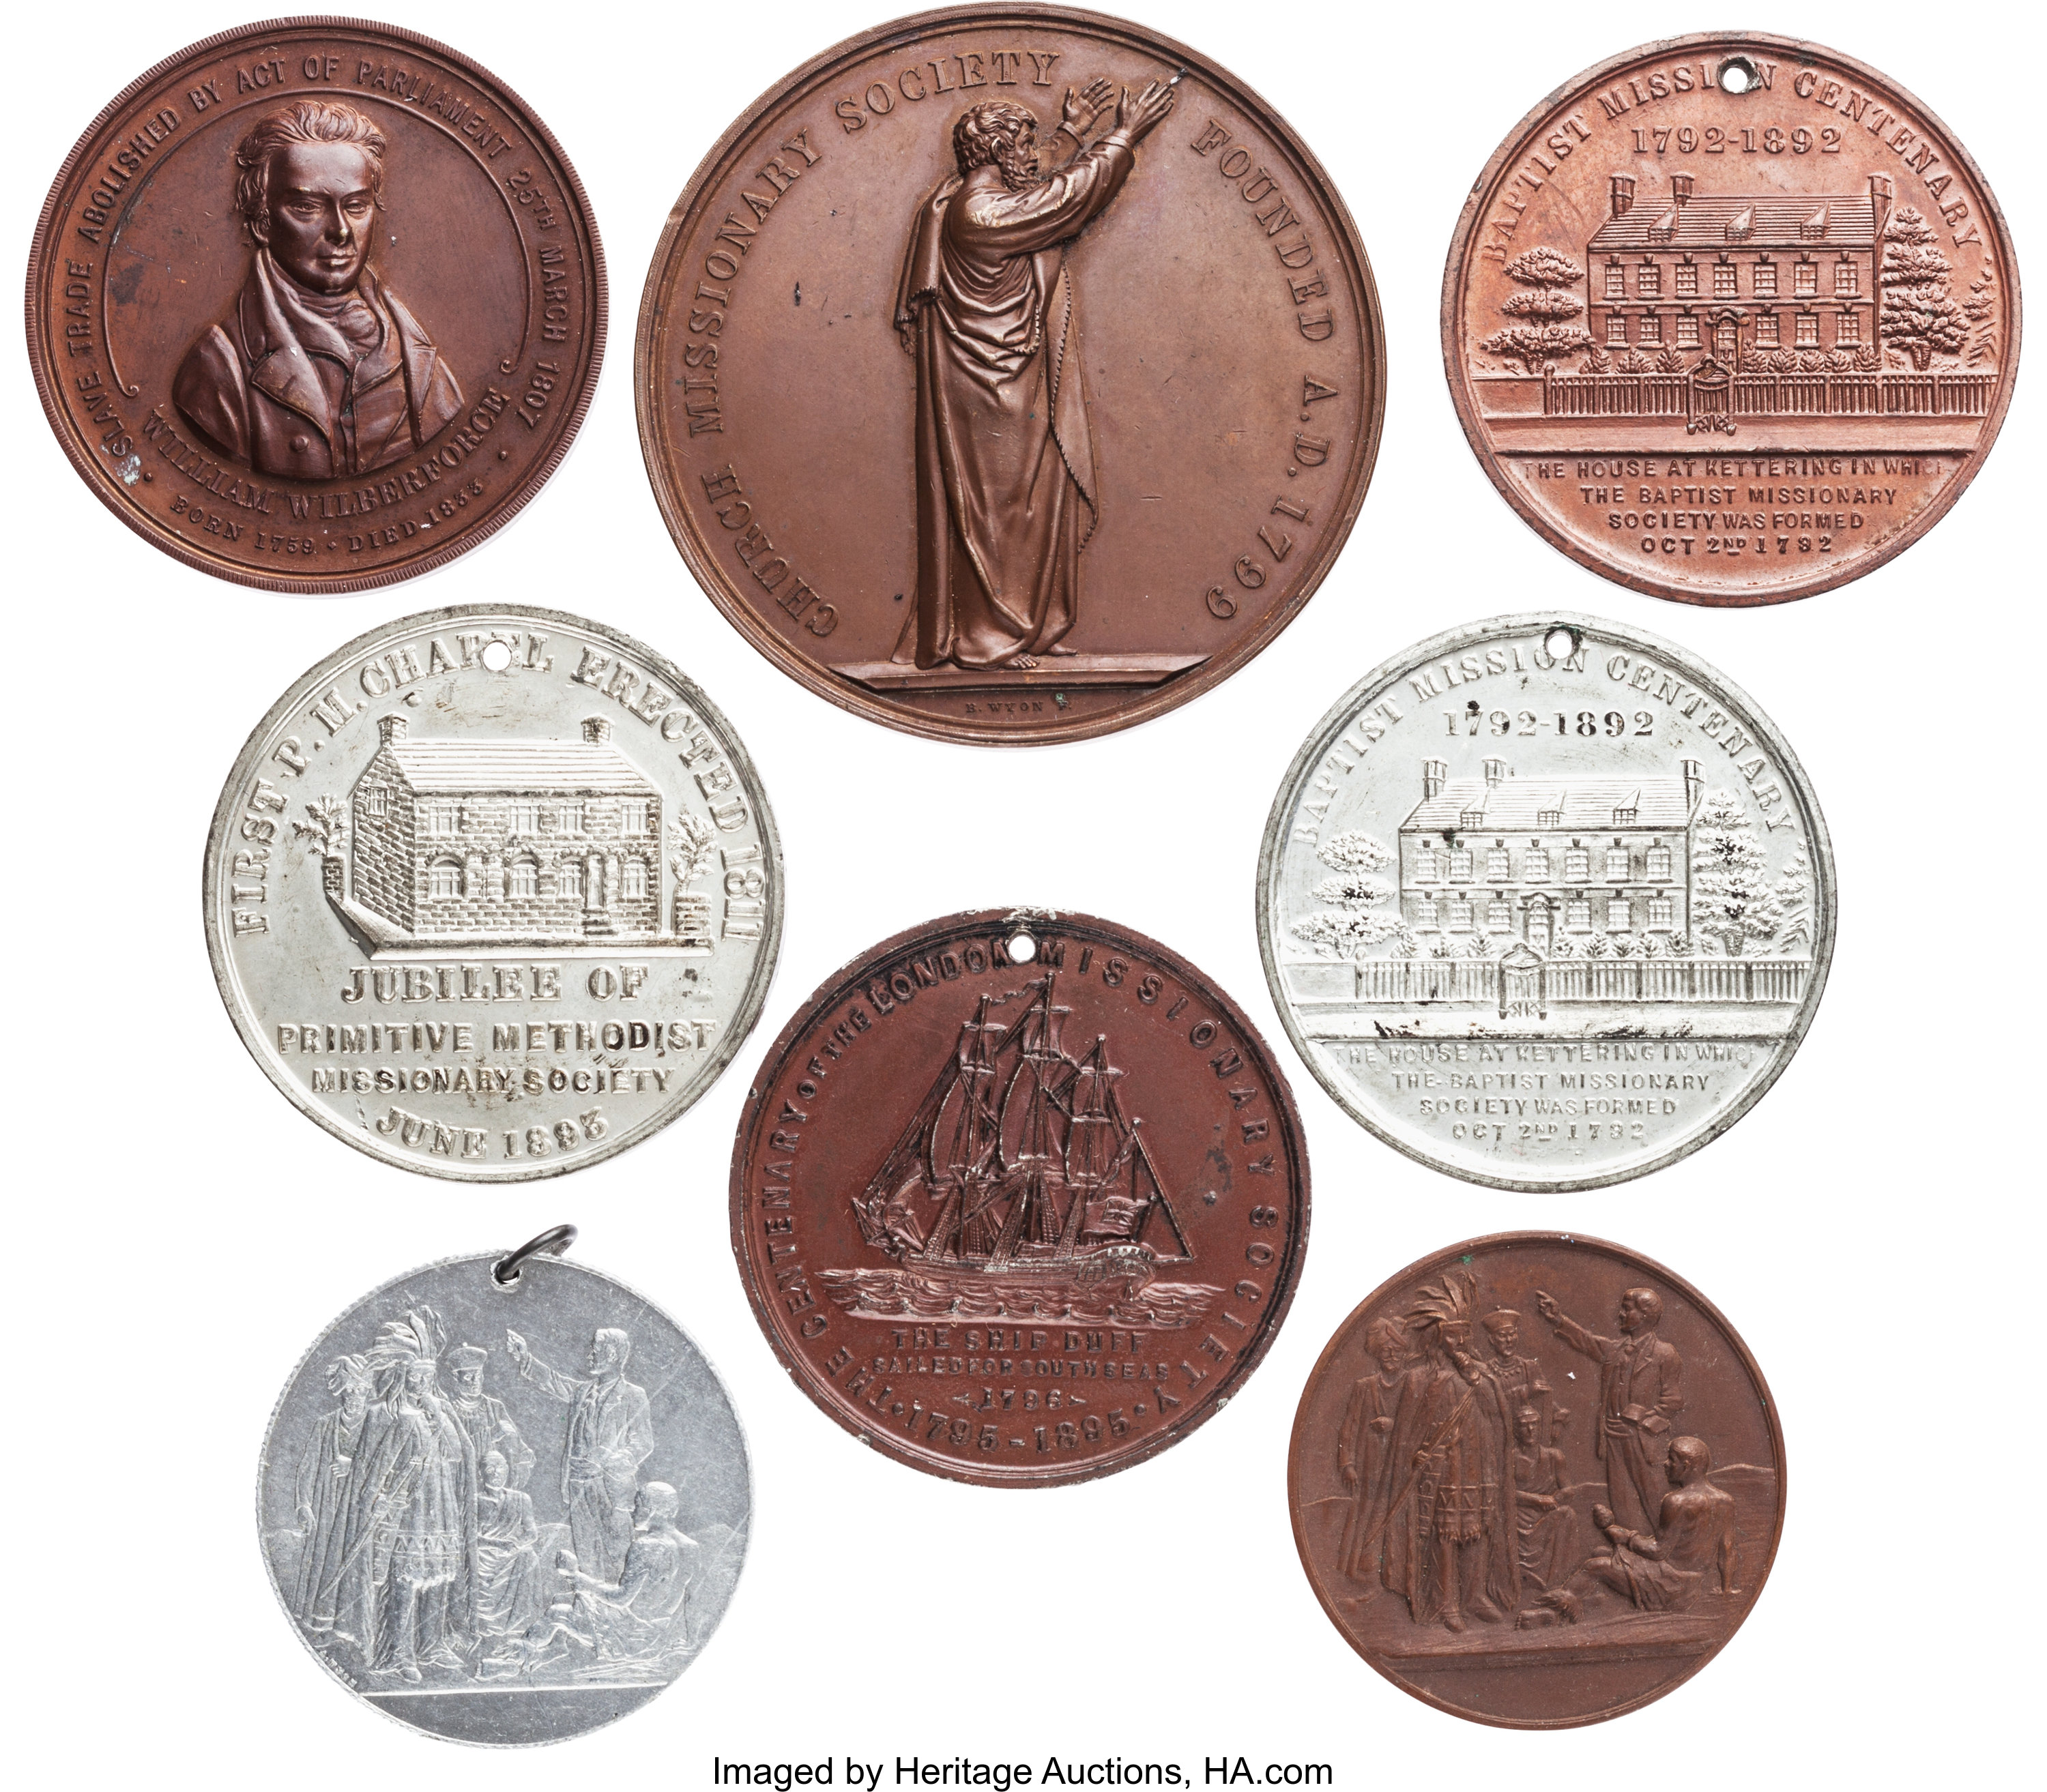 SLAVE TRADE ABOLISHED BY ACT OF PARLIAMENT 25TH MARCH 1807
WILLIAM WILBERFORCE
BORN 1759 • DIED 1833
CHURCH MISSIONARY SOCIETY FOUNDED A.D. 1799
B. WYON F.
BAPTIST MISSION CENTENARY
1792-1892
THE HOUSE AT KETTERING IN WHICH
THE BAPTIST MISSIONARY
SOCIETY WAS FORMED
OCT 2ND 1792
FIRST P. M. CHAPEL ERECTED 1811
JUBILEE OF
PRIMITIVE METHODIST
MISSIONARY SOCIETY
JUNE 1893
BAPTIST MISSION CENTENARY
1792-1892
THE HOUSE AT KETTERING IN WHICH
THE BAPTIST MISSIONARY
SOCIETY WAS FORMED
OCT 2ND 1792
THE CENTENARY OF THE LONDON MISSIONARY SOCIETY
THE SHIP DUFF
SAILED FOR SOUTH SEAS
1796
• 1795-1895 •
Imaged by Heritage Auctions, HA.com